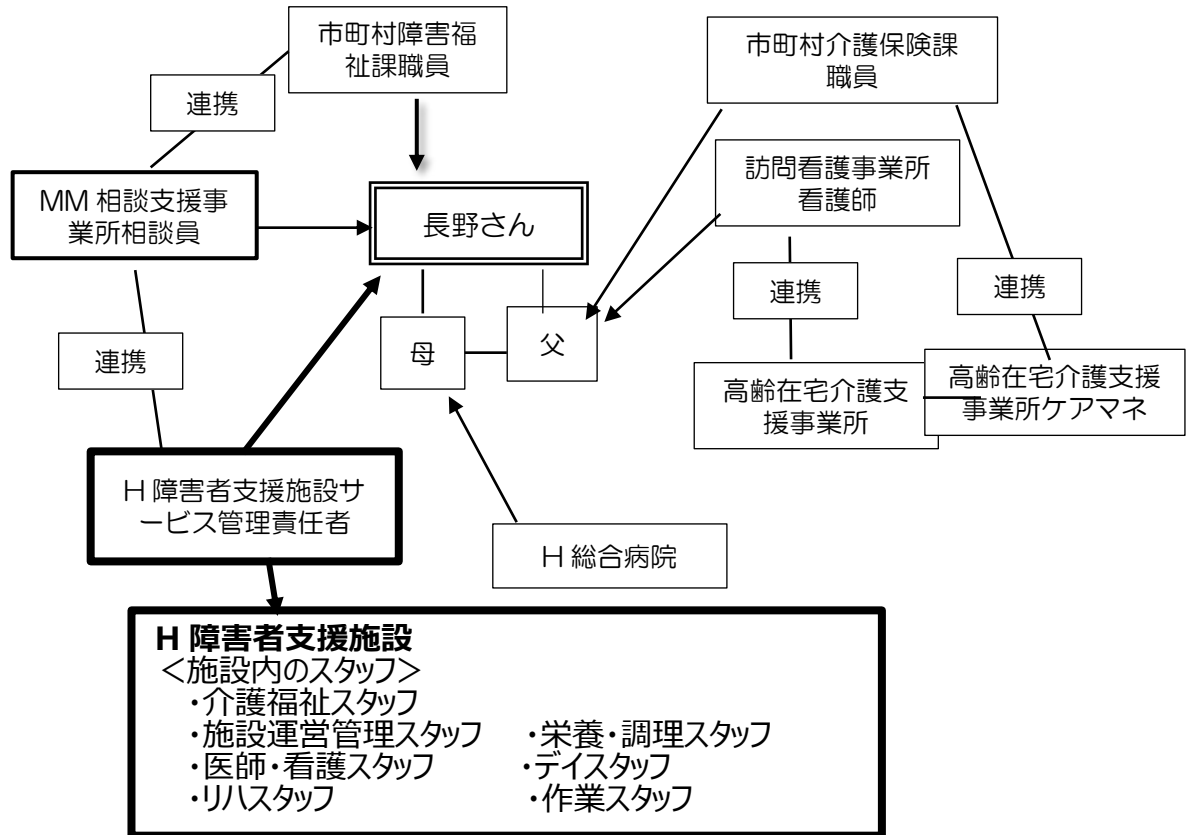 市町村障害福
祉課職員
市町村介護保険課
職員
連携
訪問看護事業所
看護師
MM 相談支援事
業所相談員
長野さん
連携
連携
連携
母
父
高齢在宅介護支
援事業所
高齢在宅介護支援
事業所ケアマネ
H 障害者支援施設サ
ービス管理責任者
H 総合病院
H 障害者支援施設
＜施設内のスタッフ＞
・介護福祉スタッフ
・施設運営管理スタッフ ・栄養・調理スタッフ
・医師・看護スタッフ ・デイスタッフ
・リハスタッフ ・作業スタッフ